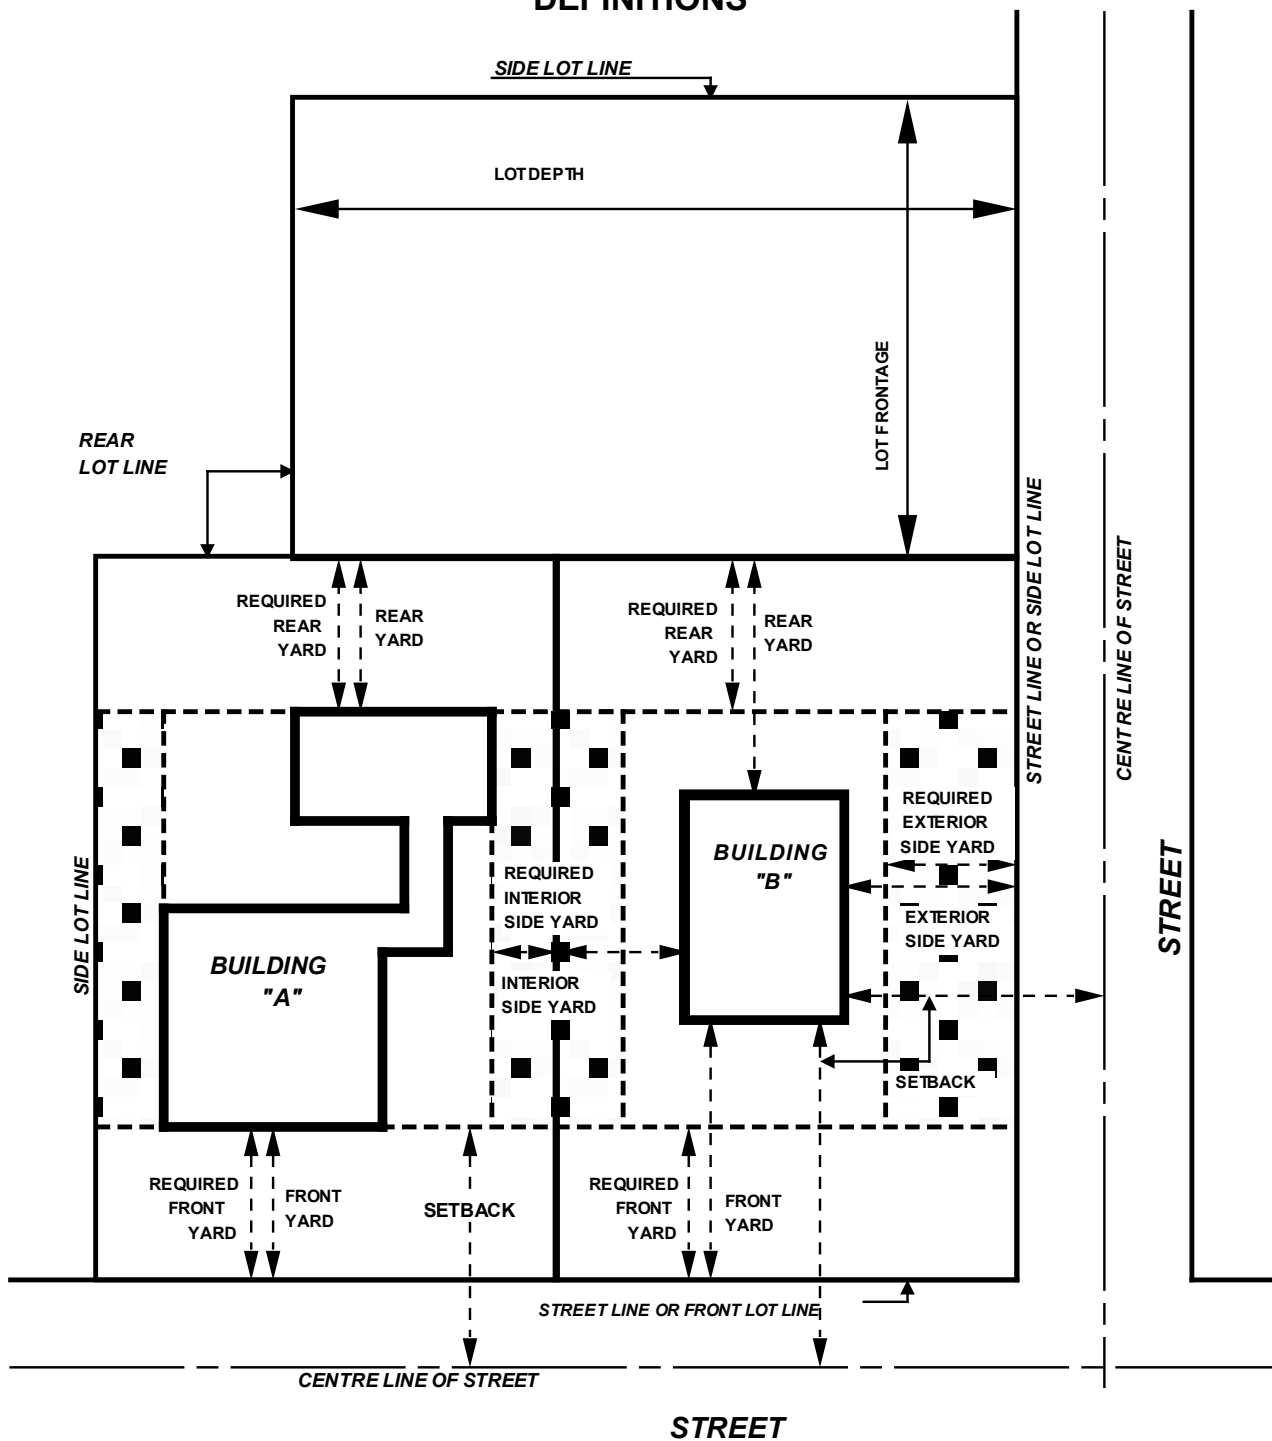 DEFINITIONS
SIDE LOT LINE
LOT DEPTH
LOT FRONTAGE
REAR
LOT LINE
STREET LINE OR SIDE LOT LINE
CENTRE LINE OF STREET
STREET
REQUIRED
REAR
YARD
REAR
YARD
REQUIRED
REAR
YARD
REAR
YARD
SIDE LOT LINE
BUILDING
"A"
REQUIRED
INTERIOR
SIDE YARD
INTERIOR
SIDE YARD
BUILDING
"B"
REQUIRED
EXTERIOR
SIDE YARD
EXTERIOR
SIDE YARD
SETBACK
REQUIRED
FRONT
YARD
FRONT
YARD
SETBACK
REQUIRED
FRONT
YARD
FRONT
YARD
STREET LINE OR FRONT LOT LINE
CENTRE LINE OF STREET
STREET